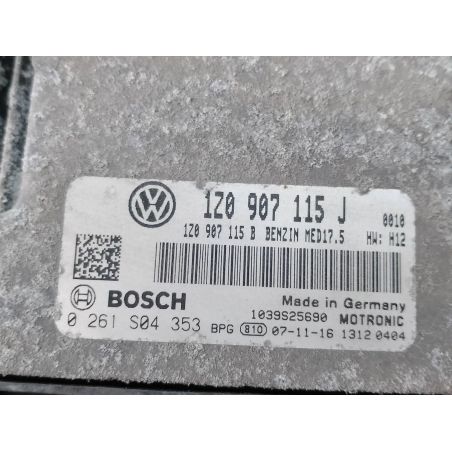 1Z0 907 115 J 0010
1Z0 907 115 B BENZIN MED17.5 HW: H12
BOSCH
Made in Germany
1039S25690 MOTRONIC
0 261 S04 353 BPG 810 07-11-16 1312 0404